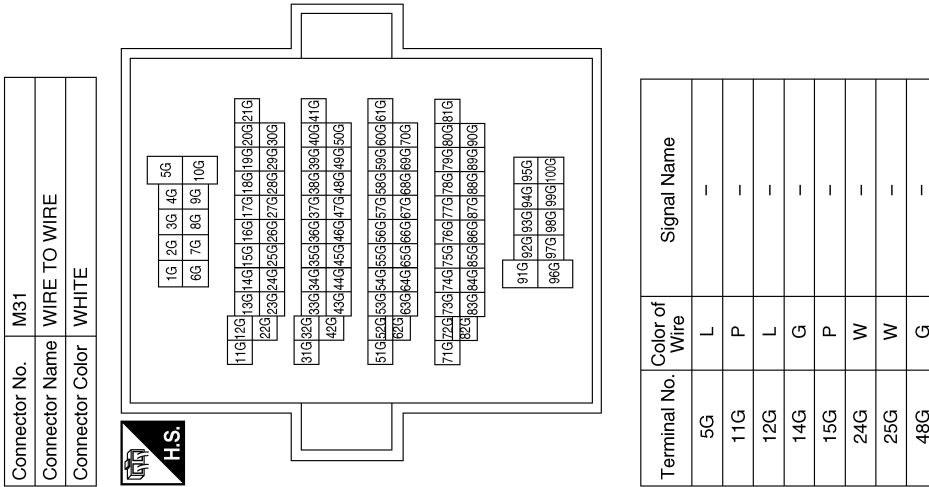 Connector No. M31
Connector Name WIRE TO WIRE
Connector Color WHITE
H.S.
1G 2G 3G 4G 5G
6G 7G 8G 9G 10G
11G 12G 13G 14G 15G 16G 17G 18G 19G 20G 21G
22G 23G 24G 25G 26G 27G 28G 29G 30G
31G 32G 33G 34G 35G 36G 37G 38G 39G 40G 41G
42G 43G 44G 45G 46G 47G 48G 49G 50G
51G 52G 53G 54G 55G 56G 57G 58G 59G 60G 61G
62G 63G 64G 65G 66G 67G 68G 69G 70G
71G 72G 73G 74G 75G 76G 77G 78G 79G 80G 81G
82G 83G 84G 85G 86G 87G 88G 89G 90G
91G 92G 93G 94G 95G
96G 97G 98G 99G 100G
Terminal No. Color of Wire Signal Name
5G L –
11G P –
12G L –
14G G –
15G P –
24G W –
25G W –
48G G –